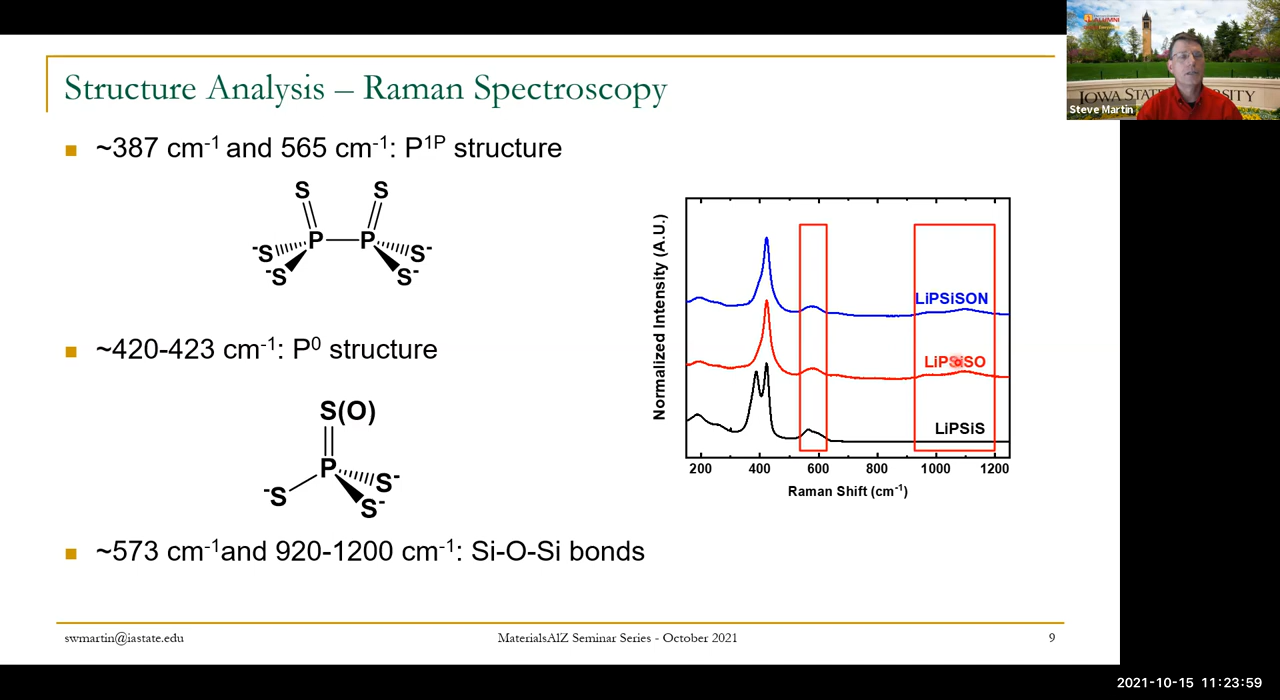 ALUMNI
IOWA STATE UNIVERSITY
Steve Martin
Structure Analysis – Raman Spectroscopy
~387 cm⁻¹ and 565 cm⁻¹: P¹ᴾ structure
S S
⁻S P P S⁻
⁻S S⁻
~420-423 cm⁻¹: P⁰ structure
S(O)
P
⁻S S⁻
S⁻
~573 cm⁻¹and 920-1200 cm⁻¹: Si-O-Si bonds
Normalized Intensity (A.U.)
LiPSiSON
LiPSiSO
LiPSiS
200 400 600 800 1000 1200
Raman Shift (cm⁻¹)
swmartin@iastate.edu
MaterialsAlZ Seminar Series - October 2021
9
2021-10-15 11:23:59